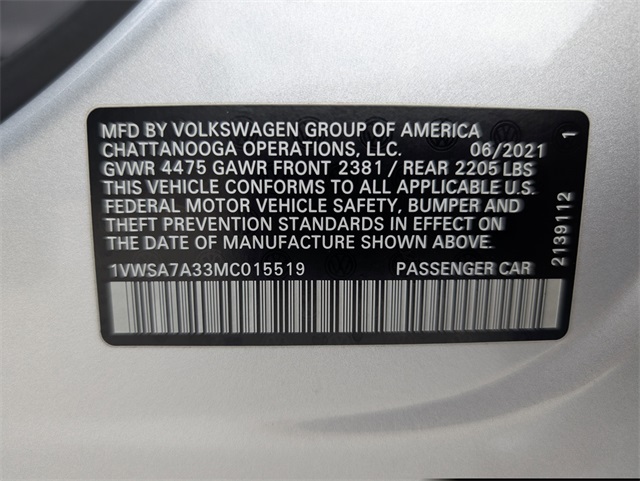 MFD BY VOLKSWAGEN GROUP OF AMERICA
CHATTANOOGA OPERATIONS, LLC. 06/2021
GVWR 4475 GAWR FRONT 2381 / REAR 2205 LBS
THIS VEHICLE CONFORMS TO ALL APPLICABLE U.S.
FEDERAL MOTOR VEHICLE SAFETY, BUMPER AND
THEFT PREVENTION STANDARDS IN EFFECT ON
THE DATE OF MANUFACTURE SHOWN ABOVE.
1VWSA7A33MC015519 PASSENGER CAR
2139112 1